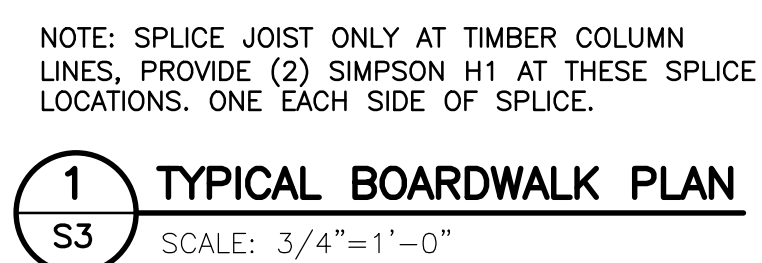 NOTE: SPLICE JOIST ONLY AT TIMBER COLUMN
LINES, PROVIDE (2) SIMPSON H1 AT THESE SPLICE
LOCATIONS. ONE EACH SIDE OF SPLICE.
1
TYPICAL BOARDWALK PLAN
S3
SCALE: 3/4"=1'-0"